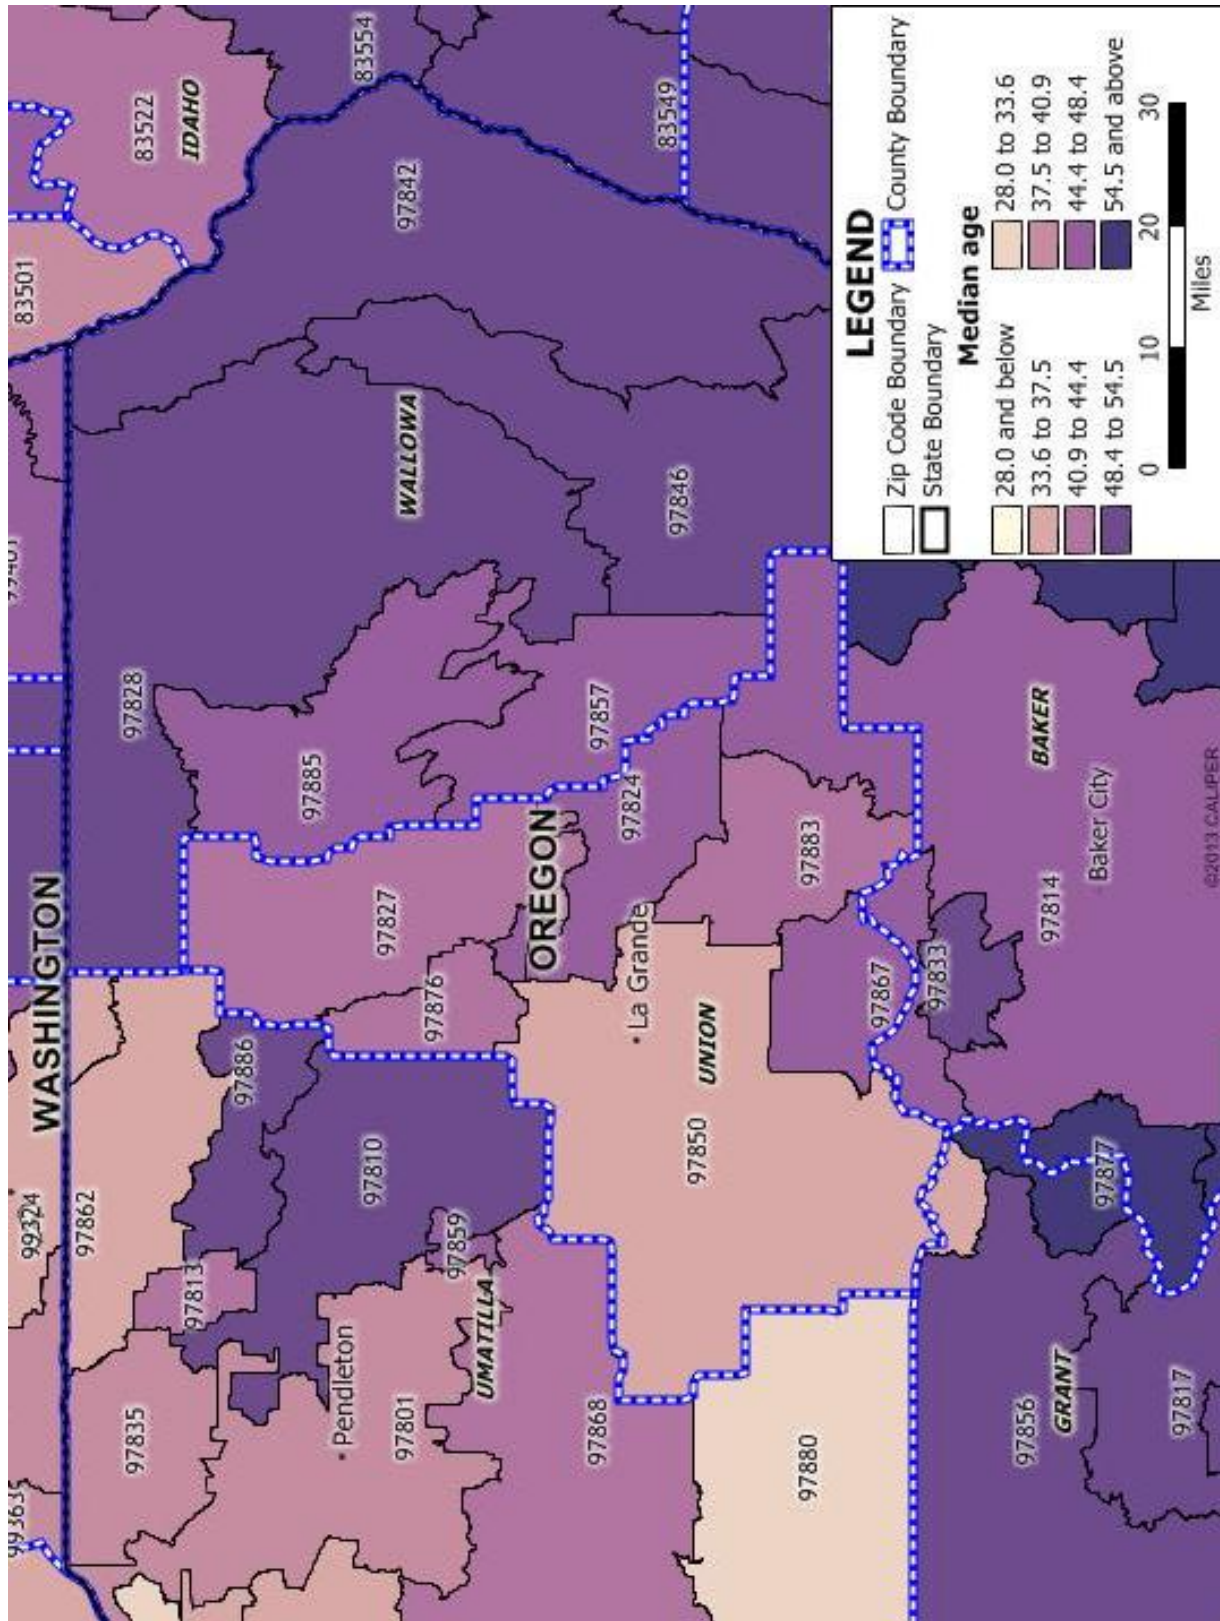 WASHINGTON
OREGON
IDAHO
WALLOWA
UMATILLA
UNION
BAKER
GRANT
99324
97862
97835
97813
97886
97828
83501
83522
83554
97842
83549
97846
97885
97827
97876
97810
97859
Pendleton
97801
97868
97880
97850
La Grande
97824
97857
97883
97867
97833
97814
Baker City
97877
97856
97817
LEGEND
Zip Code Boundary
County Boundary
State Boundary
Median age
28.0 and below
28.0 to 33.6
33.6 to 37.5
37.5 to 40.9
40.9 to 44.4
44.4 to 48.4
48.4 to 54.5
54.5 and above
0 10 20 30
Miles
©2013 CALIPER